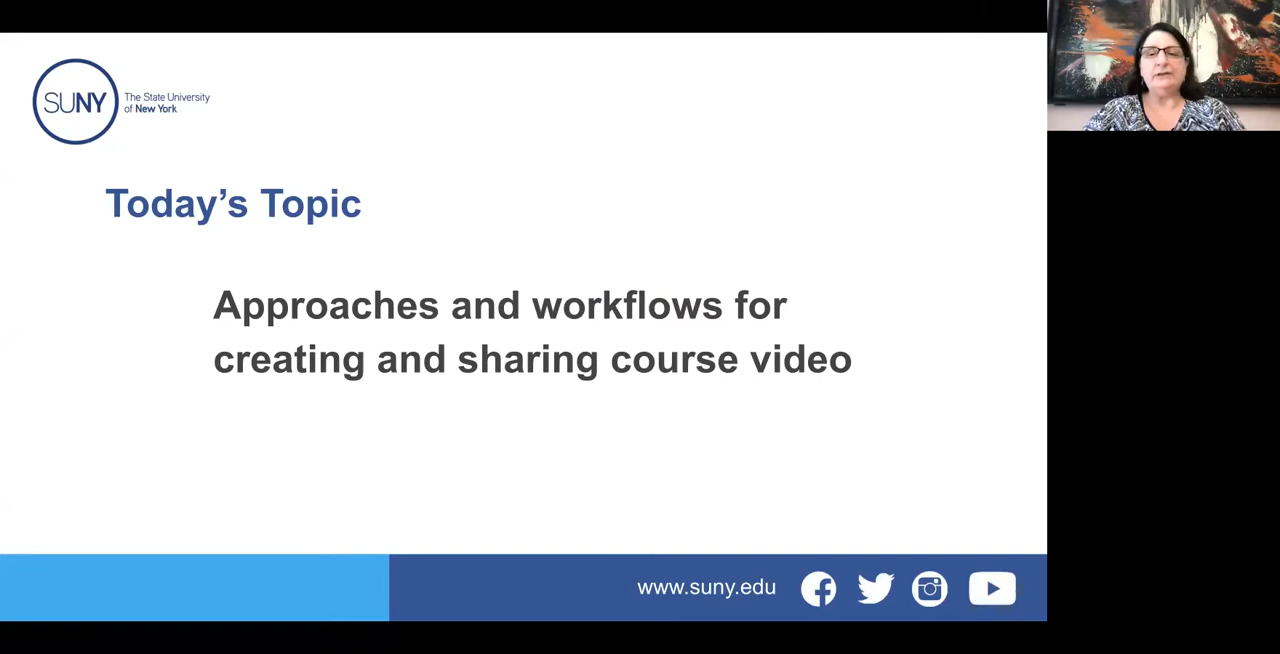 SUNY
The State University
of New York
Today’s Topic
Approaches and workflows for
creating and sharing course video
www.suny.edu